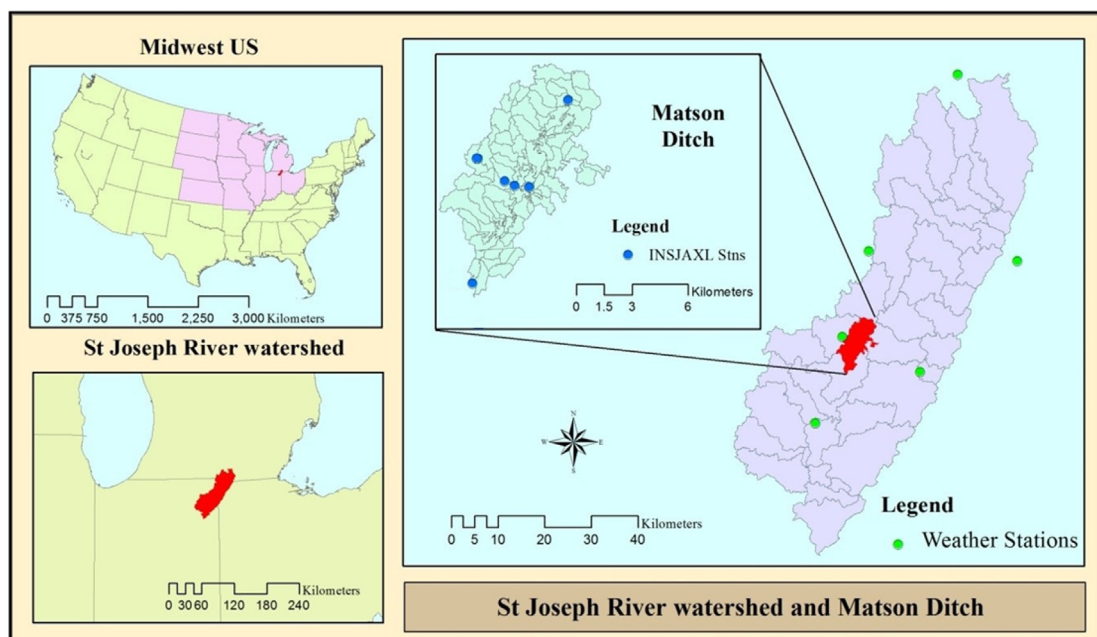 Midwest US
0 375 750 1,500 2,250 3,000 Kilometers
St Joseph River watershed
0 30 60 120 180 240 Kilometers
Matson
Ditch
Legend
INSJAXL Stns
0 1.5 3 6 Kilometers
N
W E
S
0 5 10 20 30 40 Kilometers
Legend
Weather Stations
St Joseph River watershed and Matson Ditch